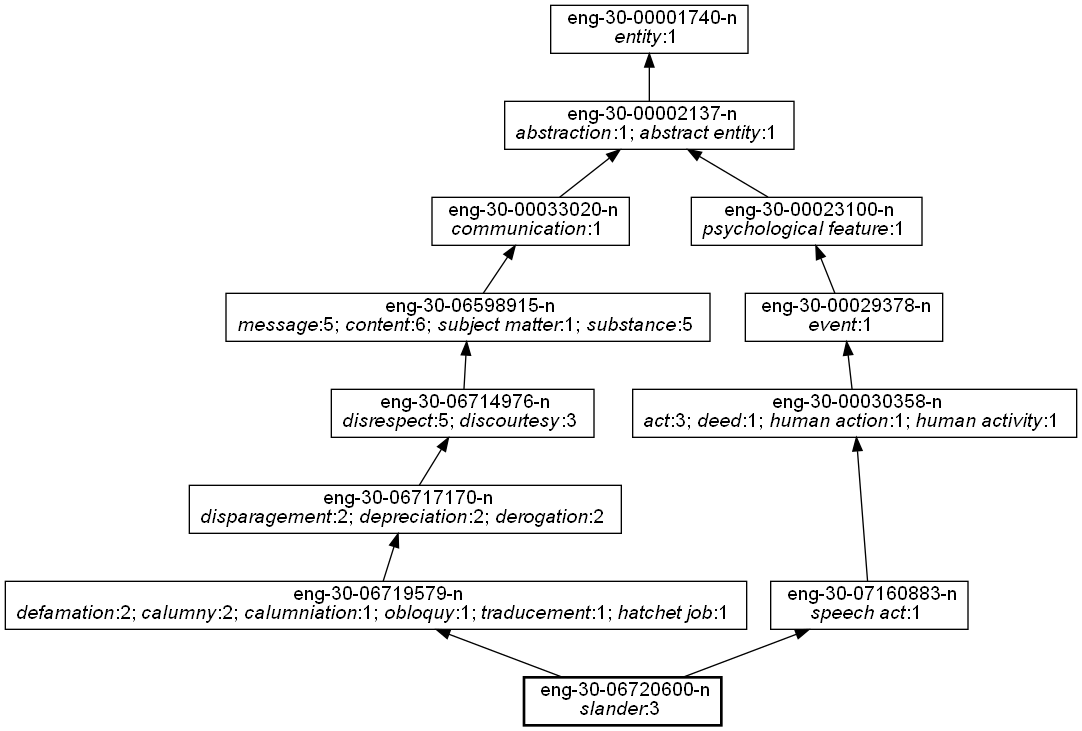 eng-30-00001740-n
entity:1
eng-30-00002137-n
abstraction:1; abstract entity:1
eng-30-00033020-n
communication:1
eng-30-00023100-n
psychological feature:1
eng-30-06598915-n
message:5; content:6; subject matter:1; substance:5
eng-30-00029378-n
event:1
eng-30-06714976-n
disrespect:5; discourtesy:3
eng-30-00030358-n
act:3; deed:1; human action:1; human activity:1
eng-30-06717170-n
disparagement:2; depreciation:2; derogation:2
eng-30-06719579-n
defamation:2; calumny:2; calumniation:1; obloquy:1; traducement:1; hatchet job:1
eng-30-07160883-n
speech act:1
eng-30-06720600-n
slander:3